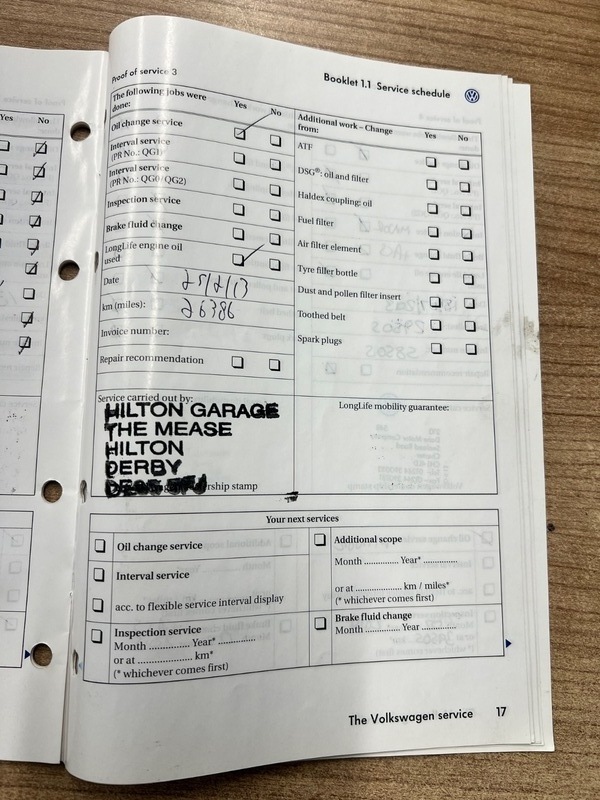 Proof of service 3
Booklet 1.1 Service schedule
The following jobs were done:
Yes No
Oil change service
Interval service
(PR No.: QG1)
Interval service
(PR No.: QG0/QG2)
Inspection service
Brake fluid change
LongLife engine oil
used
Date
25/2/13
km (miles):
26386
Invoice number:
Repair recommendation
Additional work – Change from:
Yes No
ATF
DSG®: oil and filter
Haldex coupling: oil
Fuel filter
Air filter element
Tyre filler bottle
Dust and pollen filter insert
Toothed belt
Spark plugs
Service carried out by:
HILTON GARAGE
THE MEASE
HILTON
DERBY
ership stamp
LongLife mobility guarantee:
Your next services
Oil change service
Interval service
acc. to flexible service interval display
Inspection service
Month .............. Year* ..............
or at .................... km*
(* whichever comes first)
Additional scope
Month ............. Year* .............
or at .................... km / miles*
(* whichever comes first)
Brake fluid change
Month ............. Year .............
The Volkswagen service 17
Yes No